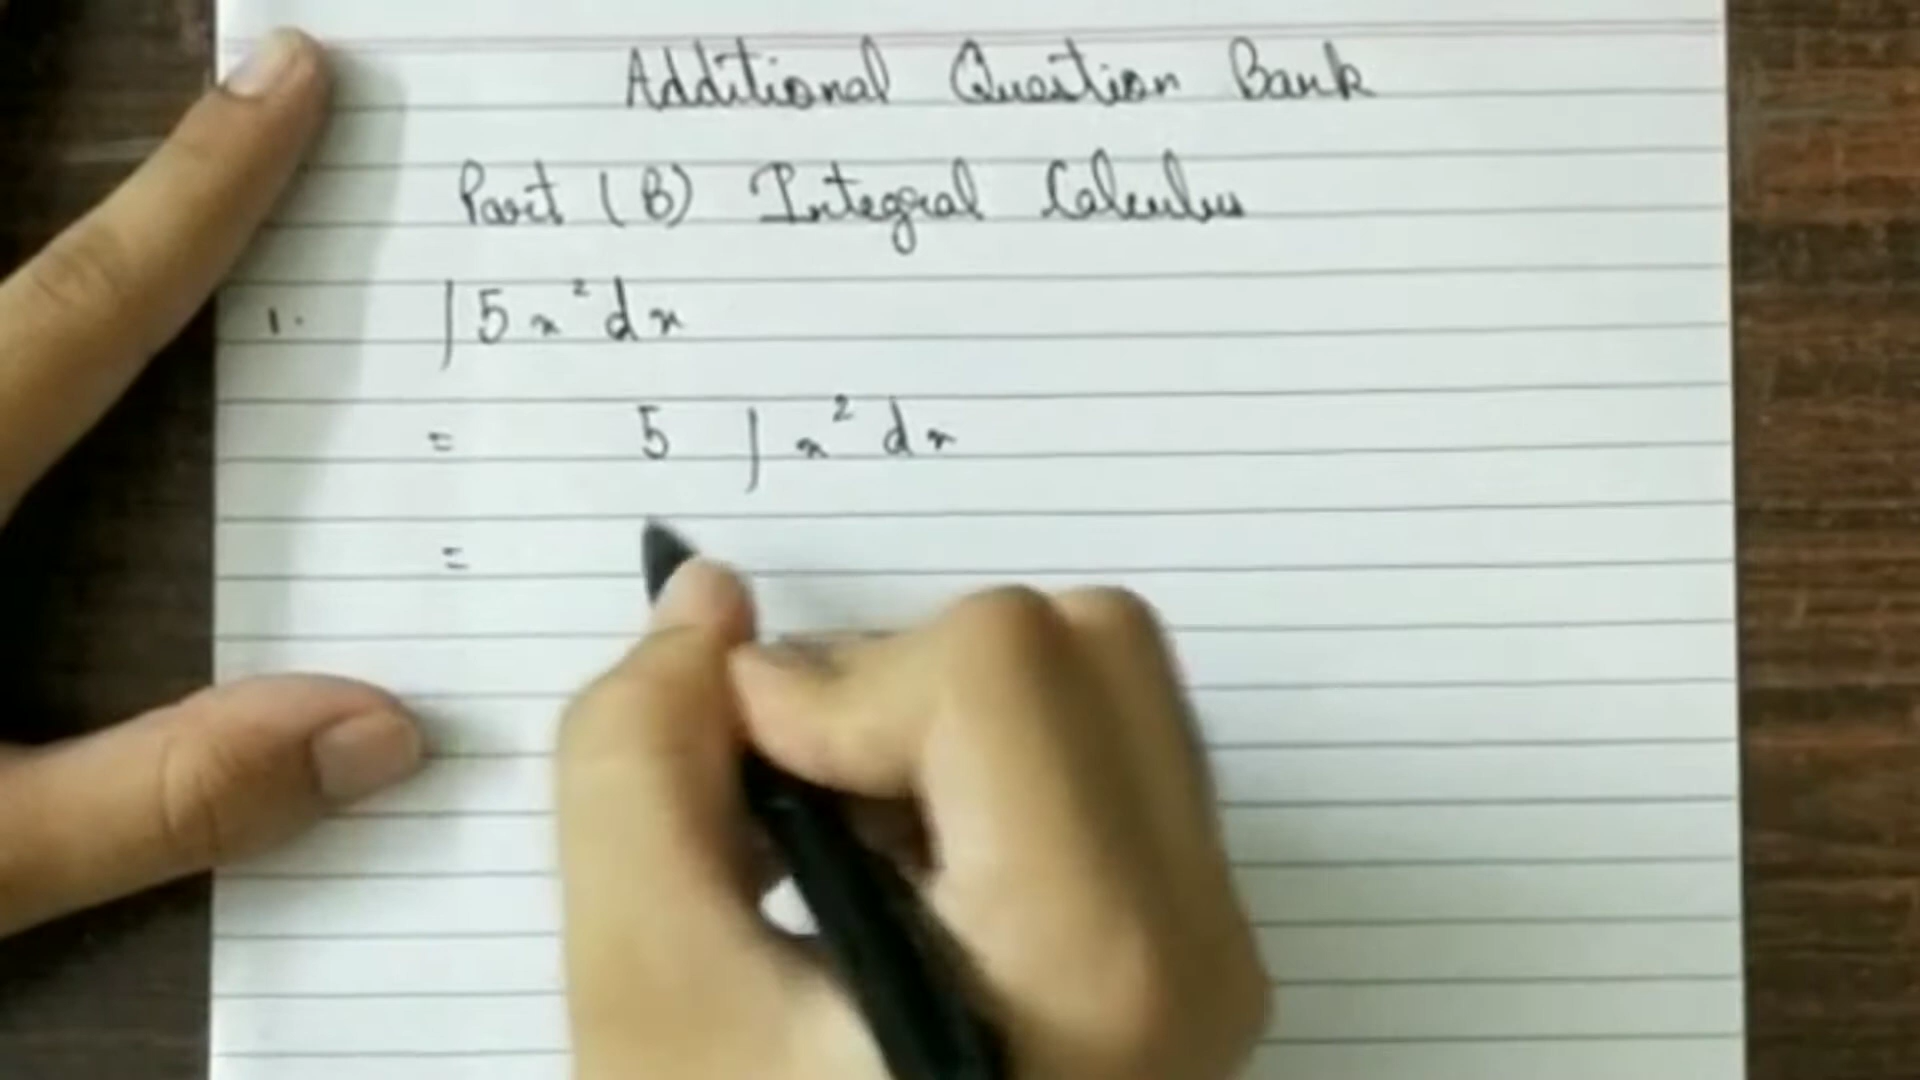 Additional Question Bank
Part (B) Integral Calculus
1. ∫5x²dx
= 5 ∫x²dx
=